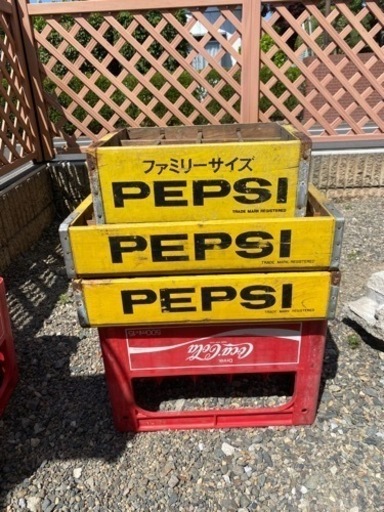 ファミリーサイズ
PEPSI
TRADE MARK REGISTERED
PEPSI
TRADE MARK REGISTERED
PEPSI
TRADE MARK REGISTERED
Drink
Coca-Cola